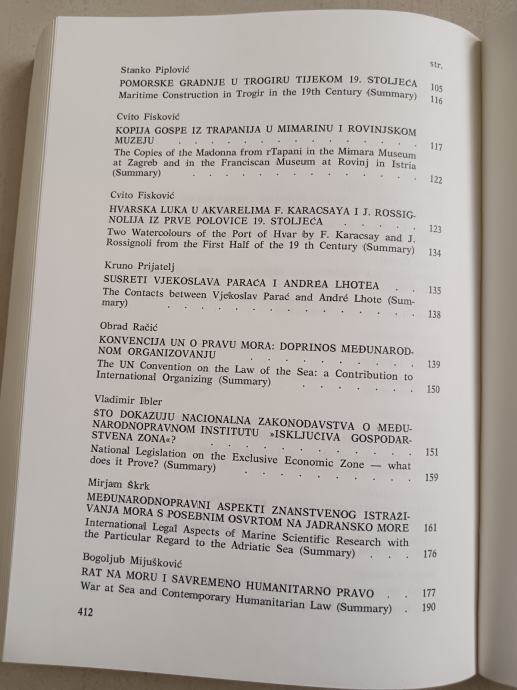 str.
Stanko Piplović
POMORSKE GRADNJE U TROGIRU TIJEKOM 19. STOLJEĆA 105
Maritime Construction in Trogir in the 19th Century (Summary) 116
Cvito Fisković
KOPIJA GOSPE IZ TRAPANIJA U MIMARINU I ROVINJSKOM
MUZEJU . . . . . . . . . . . 117
The Copies of the Madonna from rTapani in the Mimara Museum
at Zagreb and in the Franciscan Museum at Rovinj in Istria
(Summary) . . . . . . . . . . 122
Cvito Fisković
HVARSKA LUKA U AKVARELIMA F. KARACSAYA I J. ROSSIG-
NOLIJA IZ PRVE POLOVICE 19. STOLJEĆA . . . . 123
Two Watercolours of the Port of Hvar by F. Karacsay and J.
Rossignoli from the First Half of the 19 th Century (Summary) 134
Kruno Prijatelj
SUSRETI VJEKOSLAVA PARAĆA I ANDREA LHOTEA . . 135
The Contacts between Vjekoslav Parać and André Lhote (Sum-
mary) . . . . . . . . . . . 138
Obrad Račić
KONVENCIJA UN O PRAVU MORA: DOPRINOS MEĐUNAROD-
NOM ORGANIZOVANJU . . . . . . . . 139
The UN Convention on the Law of the Sea: a Contribution to
International Organizing (Summary) . . . . . 150
Vladimir Ibler
ŠTO DOKAZUJU NACIONALNA ZAKONODAVSTVA O MEĐU-
NARODNOPRAVNOM INSTITUTU »ISKLJUČIVA GOSPODAR-
STVENA ZONA«? . . . . . . . . . 151
National Legislation on the Exclusive Economic Zone — what
does it Prove? (Summary) . . . . . . . 159
Mirjam Škrk
MEĐUNARODNOPRAVNI ASPEKTI ZNANSTVENOG ISTRAŽI-
VANJA MORA S POSEBNIM OSVRTOM NA JADRANSKO MORE 161
International Legal Aspects of Marine Scientific Research with
the Particular Regard to the Adriatic Sea (Summary) . . . 176
Bogoljub Mijušković
RAT NA MORU I SAVREMENO HUMANITARNO PRAVO . . 177
War at Sea and Contemporary Humanitarian Law (Summary) . 190
412